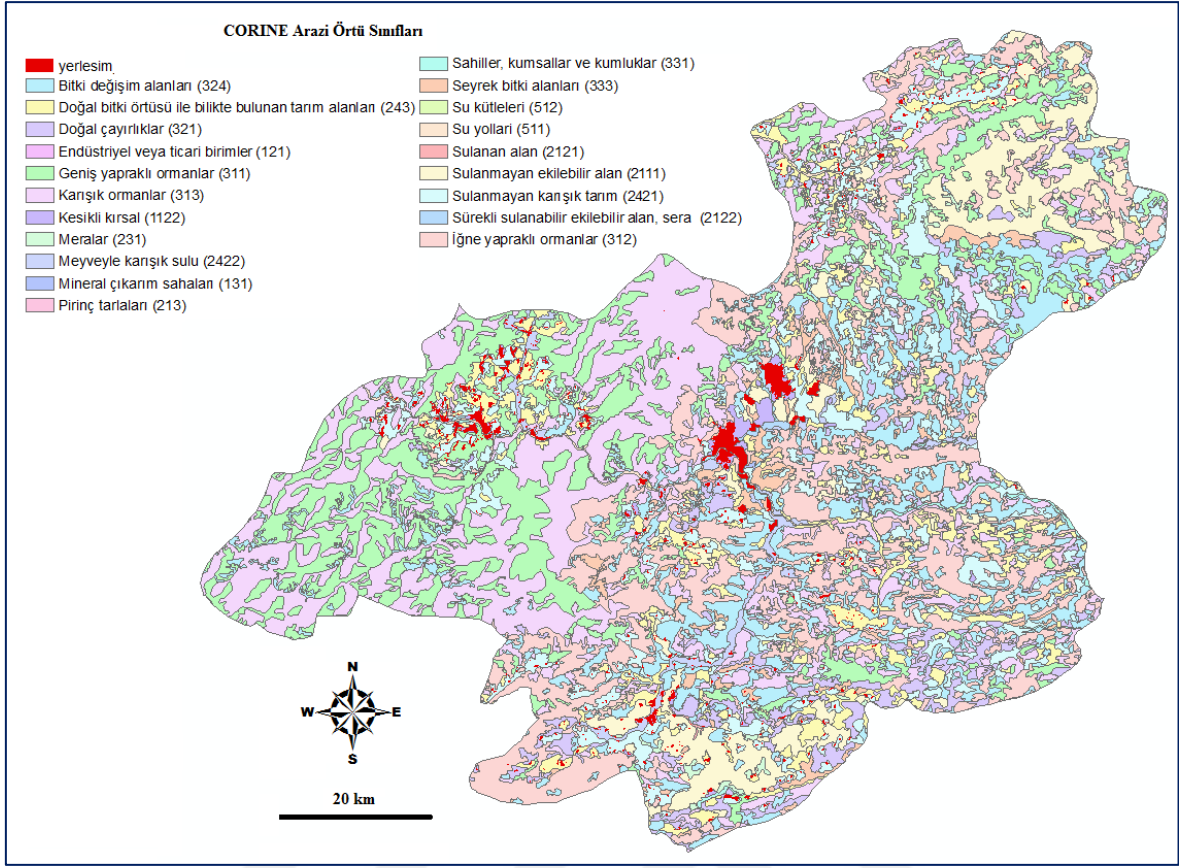 CORINE Arazi Örtü Sınıfları
yerlesim
Bitki değişim alanları (324)
Doğal bitki örtüsü ile bilikte bulunan tarım alanları (243)
Doğal çayırlıklar (321)
Endüstriyel veya ticari birimler (121)
Geniş yapraklı ormanlar (311)
Karışık ormanlar (313)
Kesikli kırsal (1122)
Meralar (231)
Meyveyle karışık sulu (2422)
Mineral çıkarım sahaları (131)
Pirinç tarlaları (213)
Sahiller, kumsallar ve kumluklar (331)
Seyrek bitki alanları (333)
Su kütleleri (512)
Su yollari (511)
Sulanan alan (2121)
Sulanmayan ekilebilir alan (2111)
Sulanmayan karışık tarım (2421)
Sürekli sulanabilir ekilebilir alan, sera (2122)
İğne yapraklı ormanlar (312)
N
W E
S
20 km